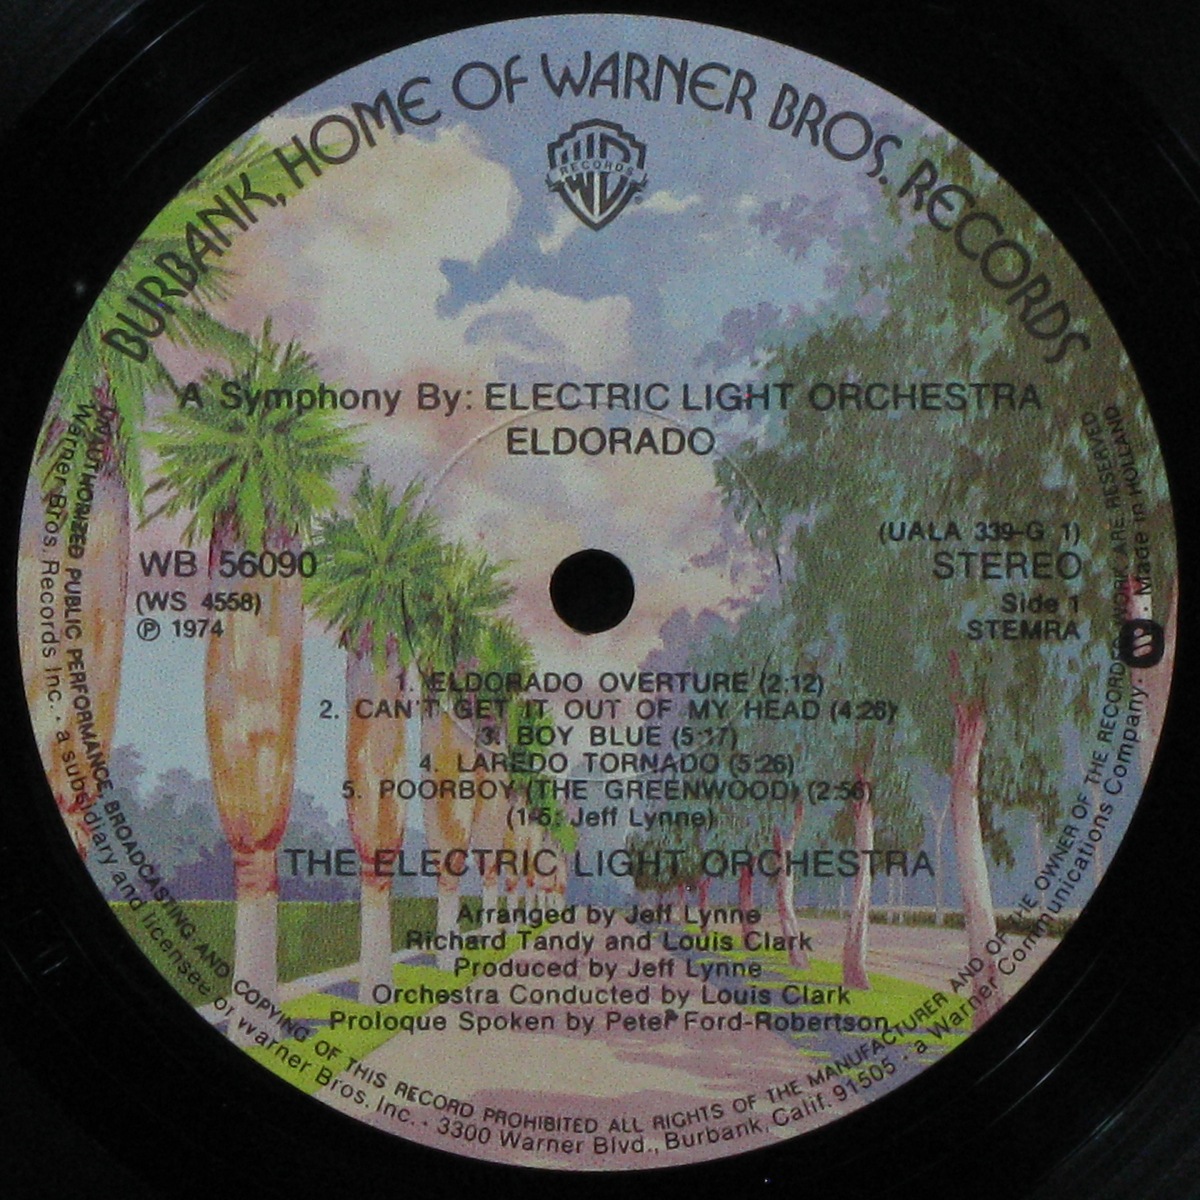 BURBANK, HOME OF WARNER BROS. RECORDS
RECORDS
A Symphony By: ELECTRIC LIGHT ORCHESTRA
ELDORADO
WB 56090
(WS 4558)
℗ 1974
(UALA 339-G 1)
STEREO
Side 1
STEMRA
1. ELDORADO OVERTURE (2:12)
2. CAN'T GET IT OUT OF MY HEAD (4:26)
3. BOY BLUE (5:17)
4. LAREDO TORNADO (5:26)
5. POORBOY (THE GREENWOOD) (2:56)
(1-5: Jeff Lynne)
THE ELECTRIC LIGHT ORCHESTRA
Arranged by Jeff Lynne
Richard Tandy and Louis Clark
Produced by Jeff Lynne
Orchestra Conducted by Louis Clark
Proloque Spoken by Peter Ford-Robertson
UNAUTHORIZED PUBLIC PERFORMANCE, BROADCASTING AND COPYING OF THIS RECORD PROHIBITED ALL RIGHTS OF THE MANUFACTURER AND OF THE OWNER OF THE RECORDED WORK ARE RESERVED
Warner Bros. Records Inc. · a subsidiary and licensee of Warner Bros. Inc. · 3300 Warner Blvd., Burbank, Calif. 91505 · a Warner Communications Company · Made in HOLLAND